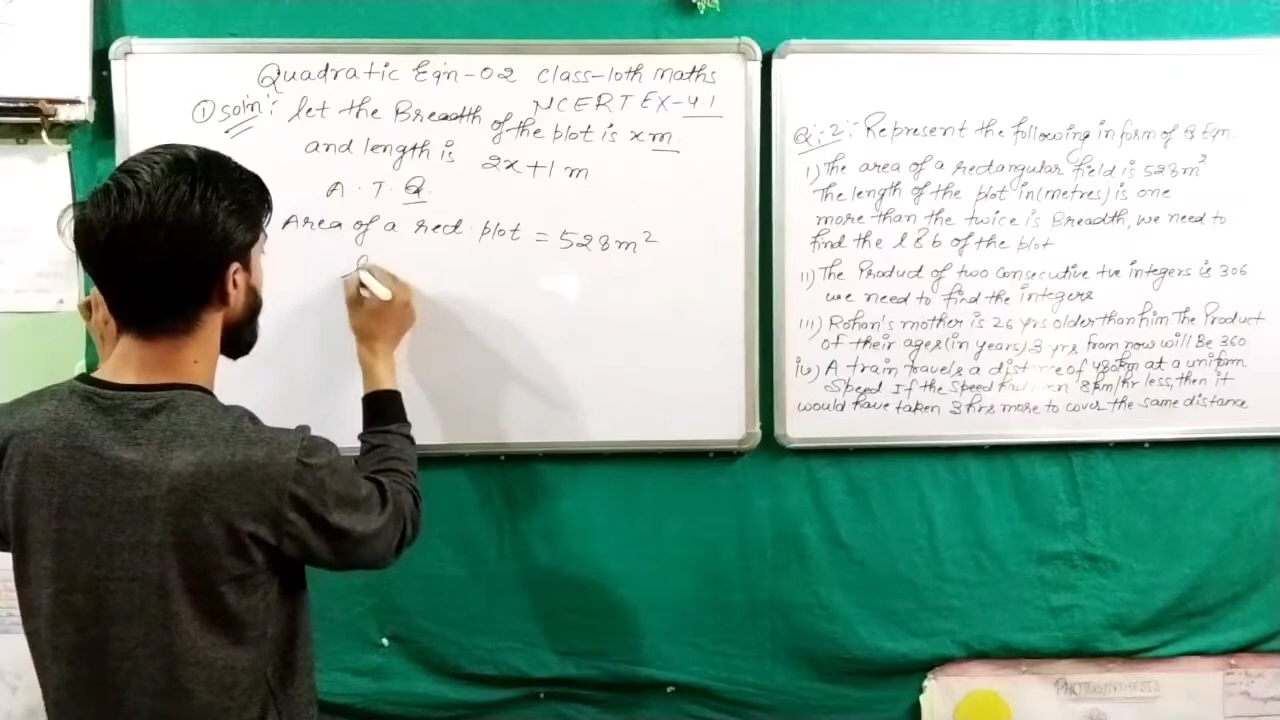 Quadratic Eqn-02 Class-10th Maths
NCERT EX-4.1
① Soln: let the Breadth of the plot is x m.
and length is 2x+1 m
A.T.Q.
Area of a rect. plot = 528m²
Q:-2:- Represent the following in form of Q Eqn.
i) The area of a rectangular field is 528m²
The length of the plot in(metres) is one
more than the twice is Breadth, we need to
find the l & b of the plot
ii) The Product of two Consecutive +ve integers is 306
we need to find the integers
iii) Rohan's mother is 26 yrs older than him The Product
of their ages(in years) 3 yrs from now will Be 360
iv) A train travels a distance of 480km at a uniform
Speed If the Speed had been 8km/hr less, then it
would have taken 3 hrs more to cover the same distance
PHOTOSYNTHESIS